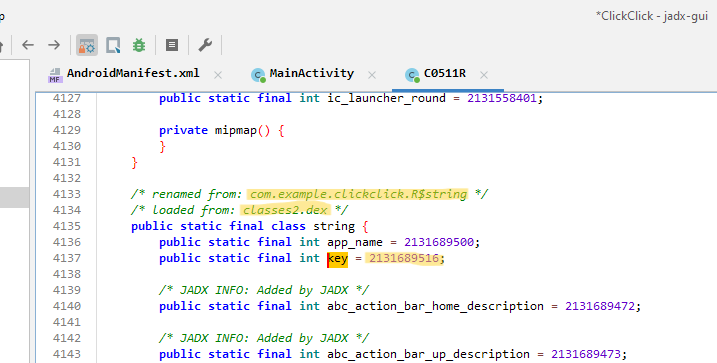 *ClickClick - jadx-gui
AndroidManifest.xml
MainActivity
C0511R
4127 public static final int ic_launcher_round = 2131558401;
4128
4129 private mipmap() {
4130 }
4131 }
4132
4133 /* renamed from: com.example.clickclick.R$string */
4134 /* loaded from: classes2.dex */
4135 public static final class string {
4136 public static final int app_name = 2131689500;
4137 public static final int key = 2131689516;
4138
4139 /* JADX INFO: Added by JADX */
4140 public static final int abc_action_bar_home_description = 2131689472;
4141
4142 /* JADX INFO: Added by JADX */
4143 public static final int abc_action_bar_up_description = 2131689473;